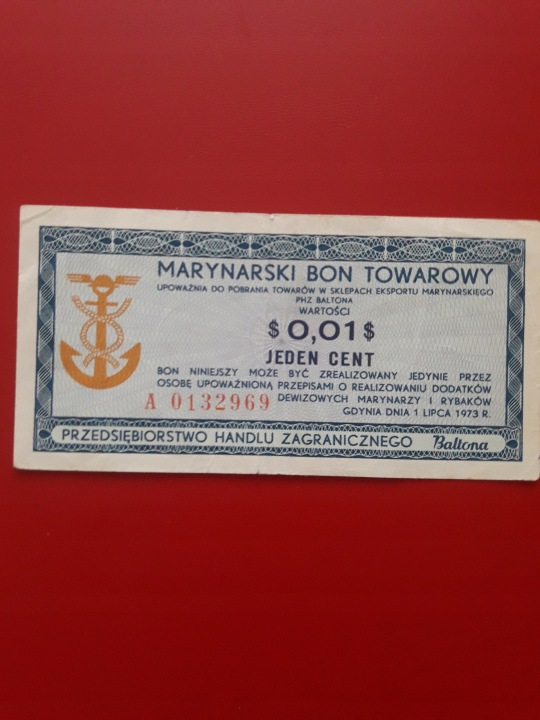 MARYNARSKI BON TOWAROWY
UPOWAŻNIA DO POBRANIA TOWARÓW W SKLEPACH EKSPORTU MARYNARSKIEGO
PHZ BALTONA
WARTOŚCI
$0,01$
JEDEN CENT
BON NINIEJSZY MOŻE BYĆ ZREALIZOWANY JEDYNIE PRZEZ
OSOBĘ UPOWAŻNIONĄ PRZEPISAMI O REALIZOWANIU DODATKÓW
A 0132969 DEWIZOWYCH MARYNARZY I RYBAKÓW
GDYNIA DNIA 1 LIPCA 1973 R.
PRZEDSIĘBIORSTWO HANDLU ZAGRANICZNEGO Baltona